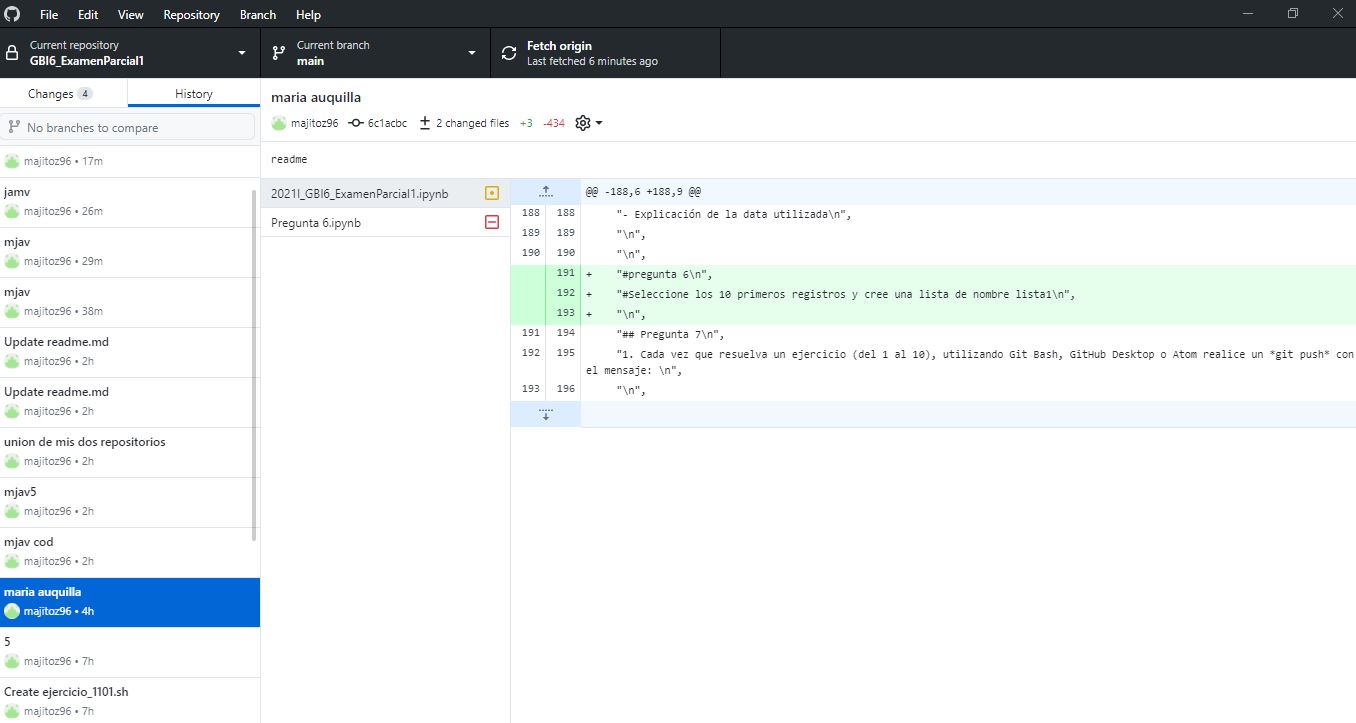 File Edit View Repository Branch Help
Current repository
GBI6_ExamenParcial1
Current branch
main
Fetch origin
Last fetched 6 minutes ago
Changes 4
History
No branches to compare
majitoz96 • 17m
jamv
majitoz96 • 26m
mjav
majitoz96 • 29m
mjav
majitoz96 • 38m
Update readme.md
majitoz96 • 2h
Update readme.md
majitoz96 • 2h
union de mis dos repositorios
majitoz96 • 2h
mjav5
majitoz96 • 2h
mjav cod
majitoz96 • 2h
maria auquilla
majitoz96 • 4h
5
majitoz96 • 7h
Create ejercicio_1101.sh
majitoz96 • 7h
maria auquilla
majitoz96 6c1acbc 2 changed files +3 -434
readme
2021I_GBI6_ExamenParcial1.ipynb
Pregunta 6.ipynb
@@ -188,6 +188,9 @@
188 188 "- Explicación de la data utilizada\n",
189 189 "\n",
190 190 "\n",
191 + "#pregunta 6\n",
192 + "#Seleccione los 10 primeros registros y cree una lista de nombre lista1\n",
193 + "\n",
191 194 "## Pregunta 7\n",
192 195 "1. Cada vez que resuelva un ejercicio (del 1 al 10), utilizando Git Bash, GitHub Desktop o Atom realice un *git push* con
el mensaje: \n",
193 196 "\n",